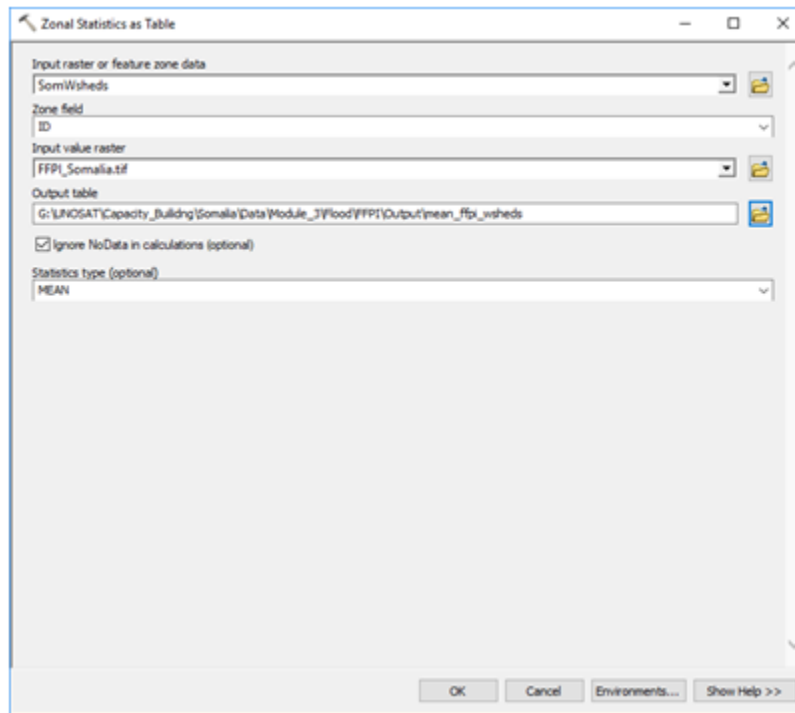 Zonal Statistics as Table
Input raster or feature zone data
SomWsheds
Zone field
ID
Input value raster
FFPI_Somalia.tif
Output table
G:\UNOSAT\Capacity_Builidng\Somalia\Data\Module_3\Flood\FFPI\Output\mean_ffpi_wsheds
Ignore NoData in calculations (optional)
Statistics type (optional)
MEAN
OK Cancel Environments... Show Help >>